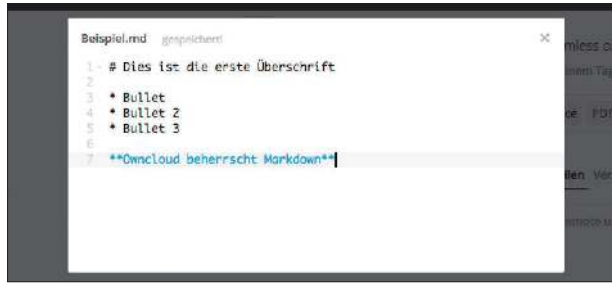 Beispiel.md gespeichert ×
1 # Dies ist die erste Überschrift
2
3 * Bullet
4 * Bullet 2
5 * Bullet 3
6
7 **Owncloud beherrscht Markdown**